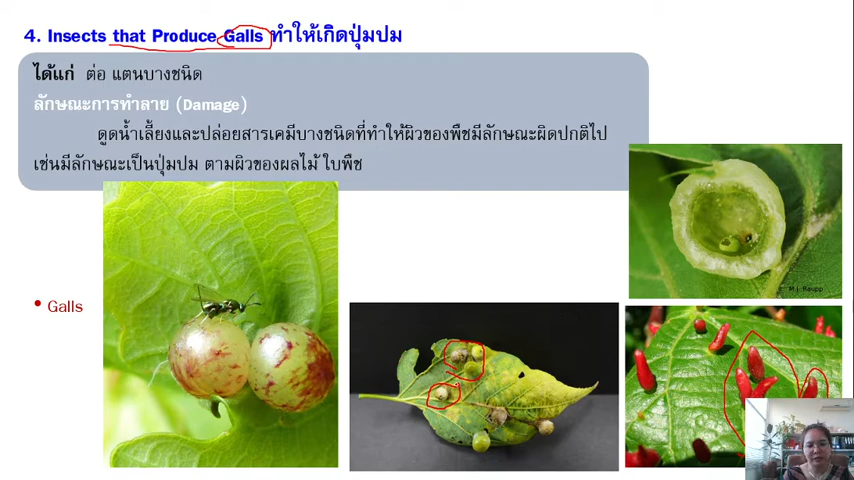 4. Insects that Produce Galls ทำให้เกิดปุ่มปม
ได้แก่ ต่อ แตนบางชนิด
ลักษณะการทำลาย (Damage)
ดูดน้ำเลี้ยงและปล่อยสารเคมีบางชนิดที่ทำให้ผิวของพืชมีลักษณะผิดปกติไป
เช่นมีลักษณะเป็นปุ่มปม ตามผิวของผลไม้ ใบพืช
• Galls